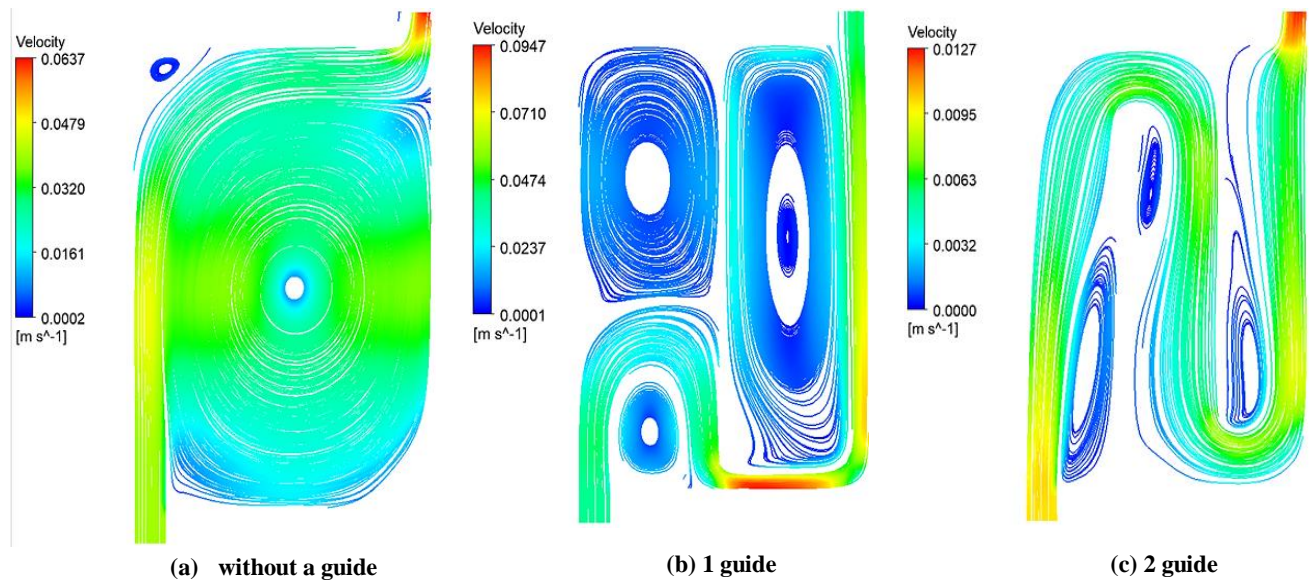 Velocity
0.0637
0.0479
0.0320
0.0161
0.0002
[m s^-1]
Velocity
0.0947
0.0710
0.0474
0.0237
0.0001
[m s^-1]
Velocity
0.0127
0.0095
0.0063
0.0032
0.0000
[m s^-1]
(a) without a guide
(b) 1 guide
(c) 2 guide